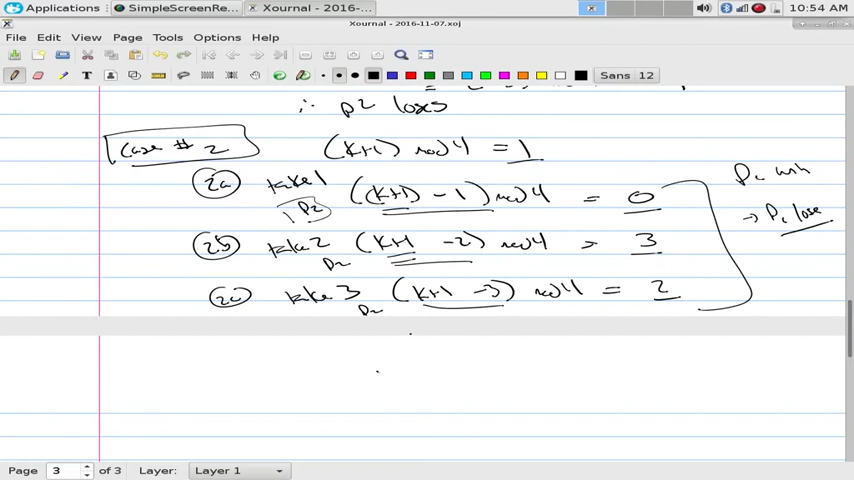 Applications SimpleScreenRe... Xournal - 2016-... 10:54 AM
Xournal - 2016-11-07.xoj
File Edit View Page Tools Options Help
Sans 12
∴ P2 loses
Case # 2 (k+1) mod 4 = 1
2a take 1 ((k+1) - 1) mod 4 = 0
P2
2b take 2 (k+1 - 2) mod 4 = 3
P2
2c take 3 (k+1 - 3) mod 4 = 2
P2
→ P, lose
Page 3 of 3 Layer: Layer 1